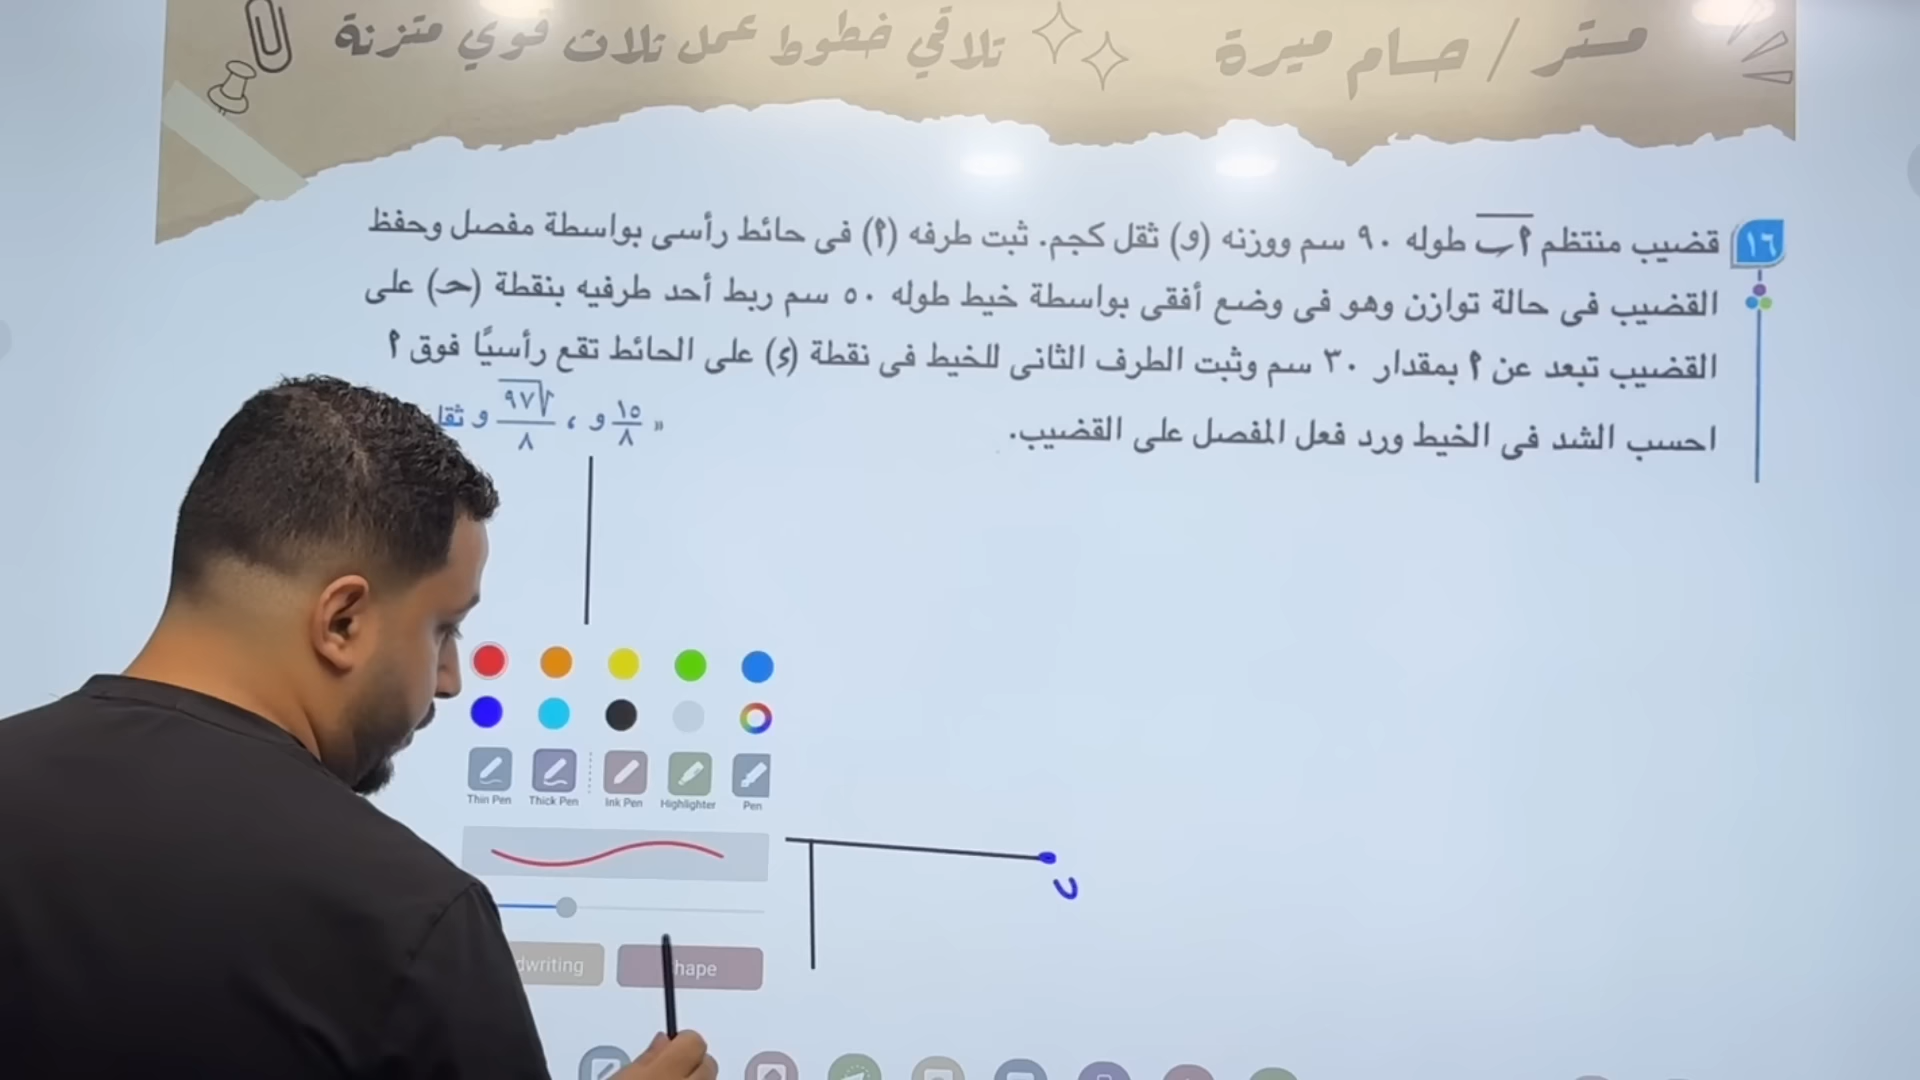 مستر / حسام ميرة تلاقي خطوط عمل تلات قوي متزنة
١٦ قضيب منتظم أب طوله ٩٠ سم ووزنه (و) ثقل كجم. ثبت طرفه (أ) فى حائط رأسى بواسطة مفصل وحفظ
القضيب فى حالة توازن وهو فى وضع أفقى بواسطة خيط طوله ٥٠ سم ربط أحد طرفيه بنقطة (حـ) على
القضيب تبعد عن أ بمقدار ٣٠ سم وثبت الطرف الثانى للخيط فى نقطة (ء) على الحائط تقع رأسيًا فوق أ
احسب الشد فى الخيط ورد فعل المفصل على القضيب.
« ١٥/٨ و ، √٩٧/٨ و
Thin Pen Thick Pen Ink Pen Highlighter Pen
ب